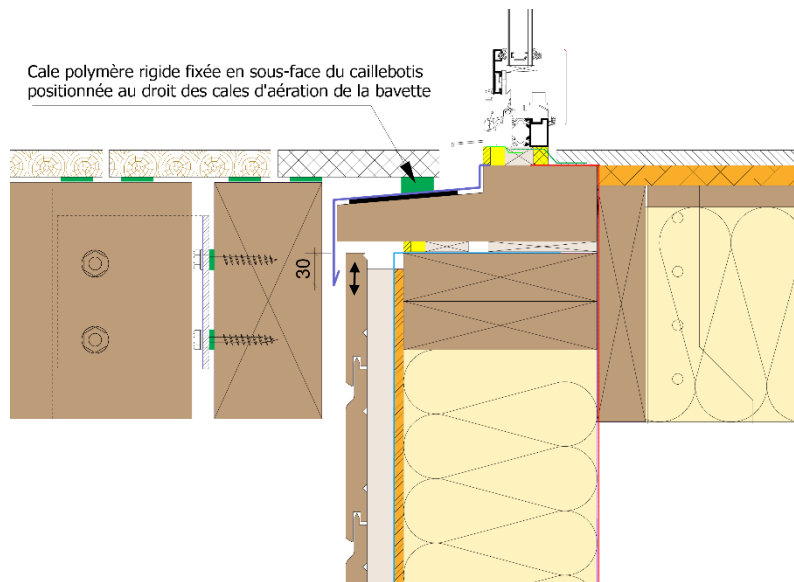 Cale polymère rigide fixée en sous-face du caillebotis
positionnée au droit des cales d'aération de la bavette
30